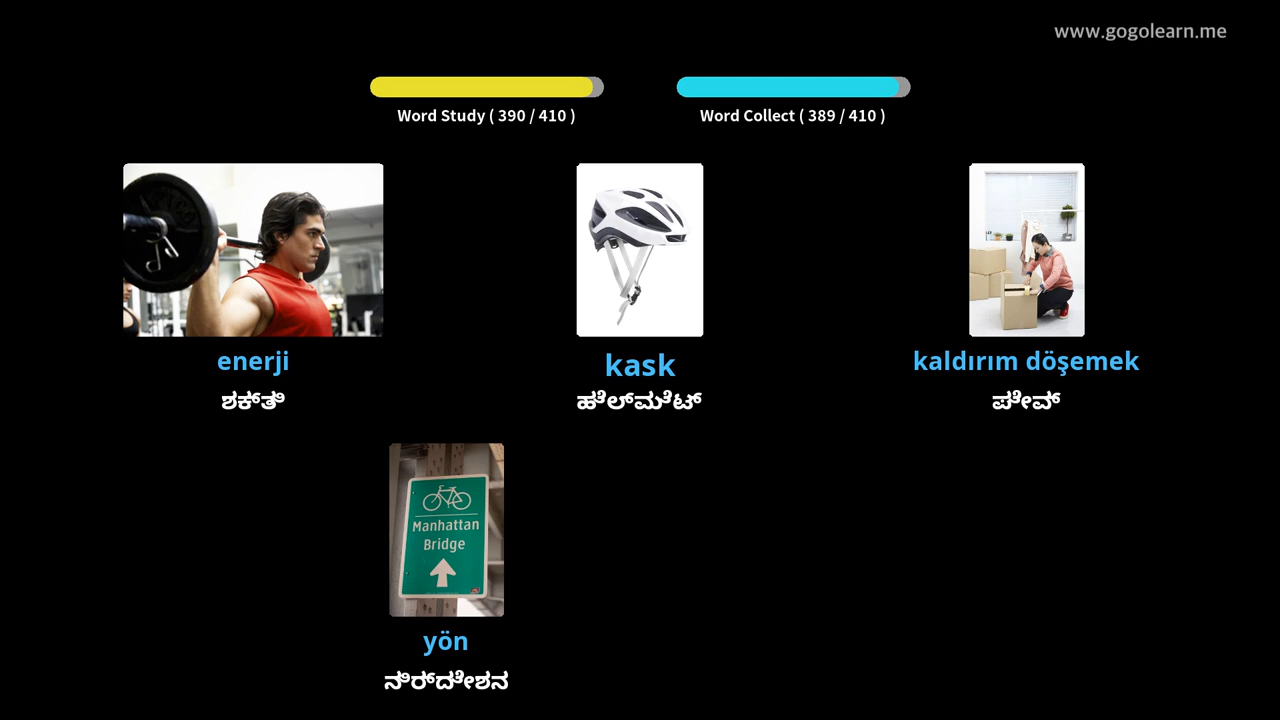 www.gogolearn.me
Word Study ( 390 / 410 )
Word Collect ( 389 / 410 )
enerji
kask
kaldırım döşemek
ಶಕ್ತಿ
ಹೆಲ್ಮೆಟ್
ಪೇವ್
Manhattan
Bridge
yön
ನಿರ್ದೇಶನ